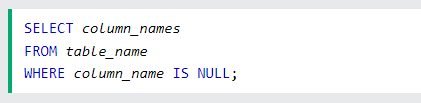 SELECT column_names
FROM table_name
WHERE column_name IS NULL;